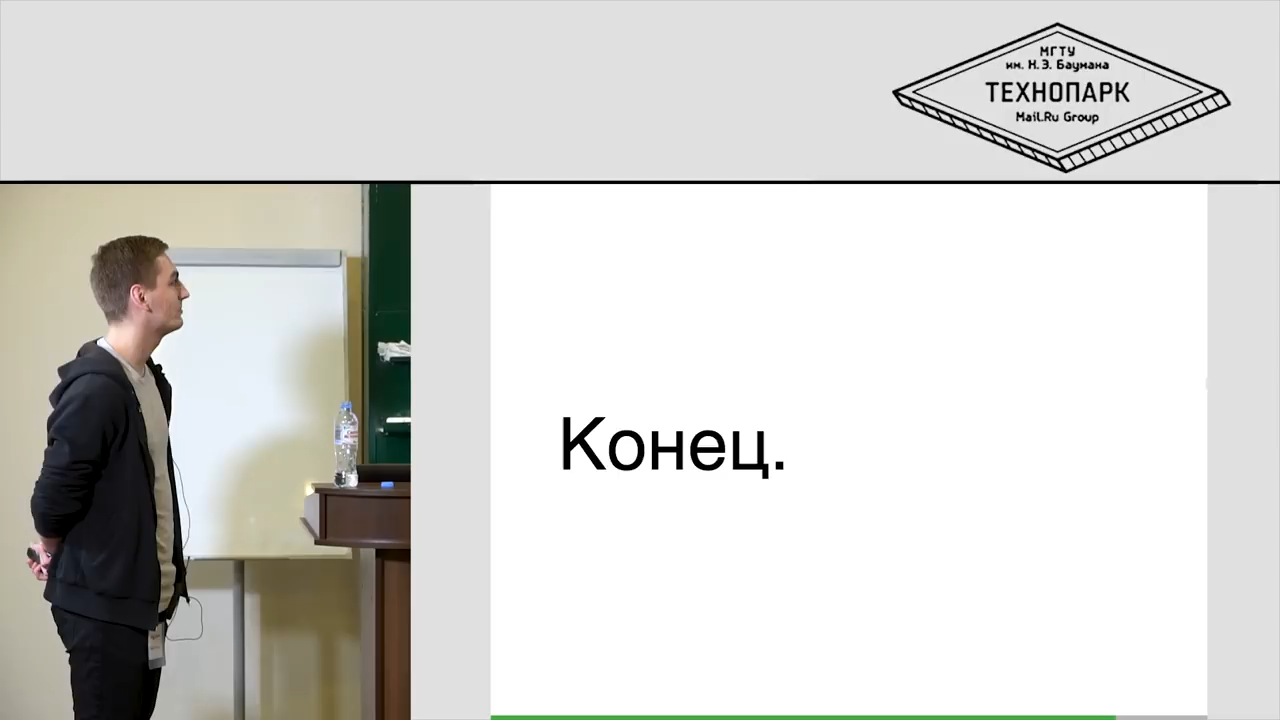 МГТУ
им. Н.Э. Баумана
ТЕХНОПАРК
Mail.Ru Group
Конец.